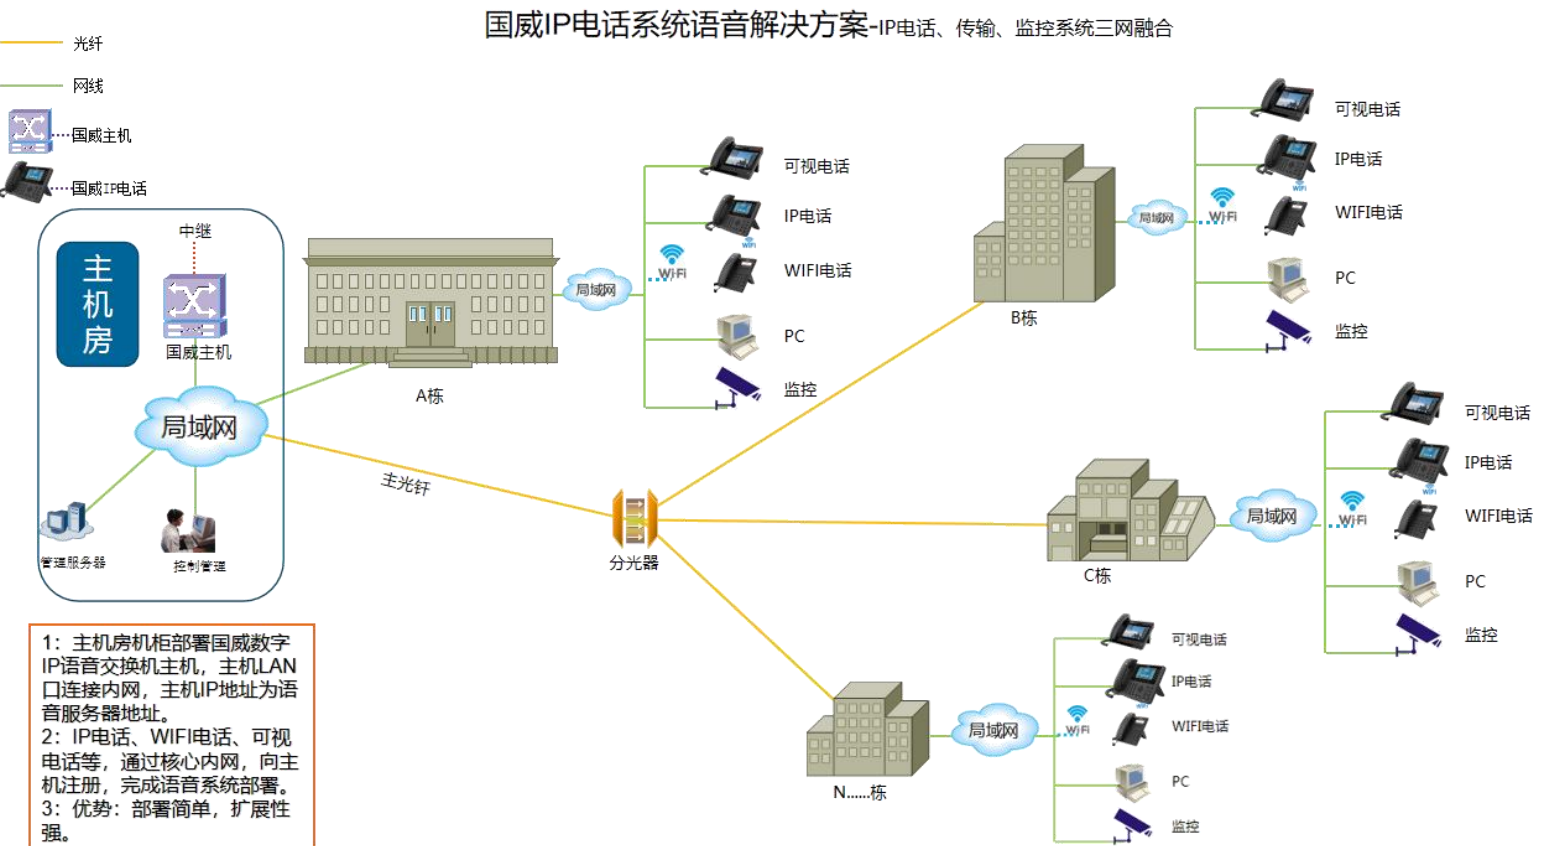 国威IP电话系统语音解决方案-IP电话、传输、监控系统三网融合
光纤
网线
国威主机
国威IP电话
主机房
中继
国威主机
局域网
管理服务器
控制管理
主光钎
分光器
A栋
局域网
Wi-Fi
可视电话
IP电话
WiFi
WIFI电话
PC
监控
B栋
局域网
Wi-Fi
可视电话
IP电话
WiFi
WIFI电话
PC
监控
C栋
局域网
Wi-Fi
可视电话
IP电话
WiFi
WIFI电话
PC
监控
N......栋
局域网
Wi-Fi
可视电话
IP电话
WiFi
WIFI电话
PC
监控
1：主机房机柜部署国威数字
IP语音交换机主机，主机LAN
口连接内网，主机IP地址为语
音服务器地址。
2：IP电话、WIFI电话、可视
电话等，通过核心内网，向主
机注册，完成语音系统部署。
3：优势：部署简单，扩展性
强。